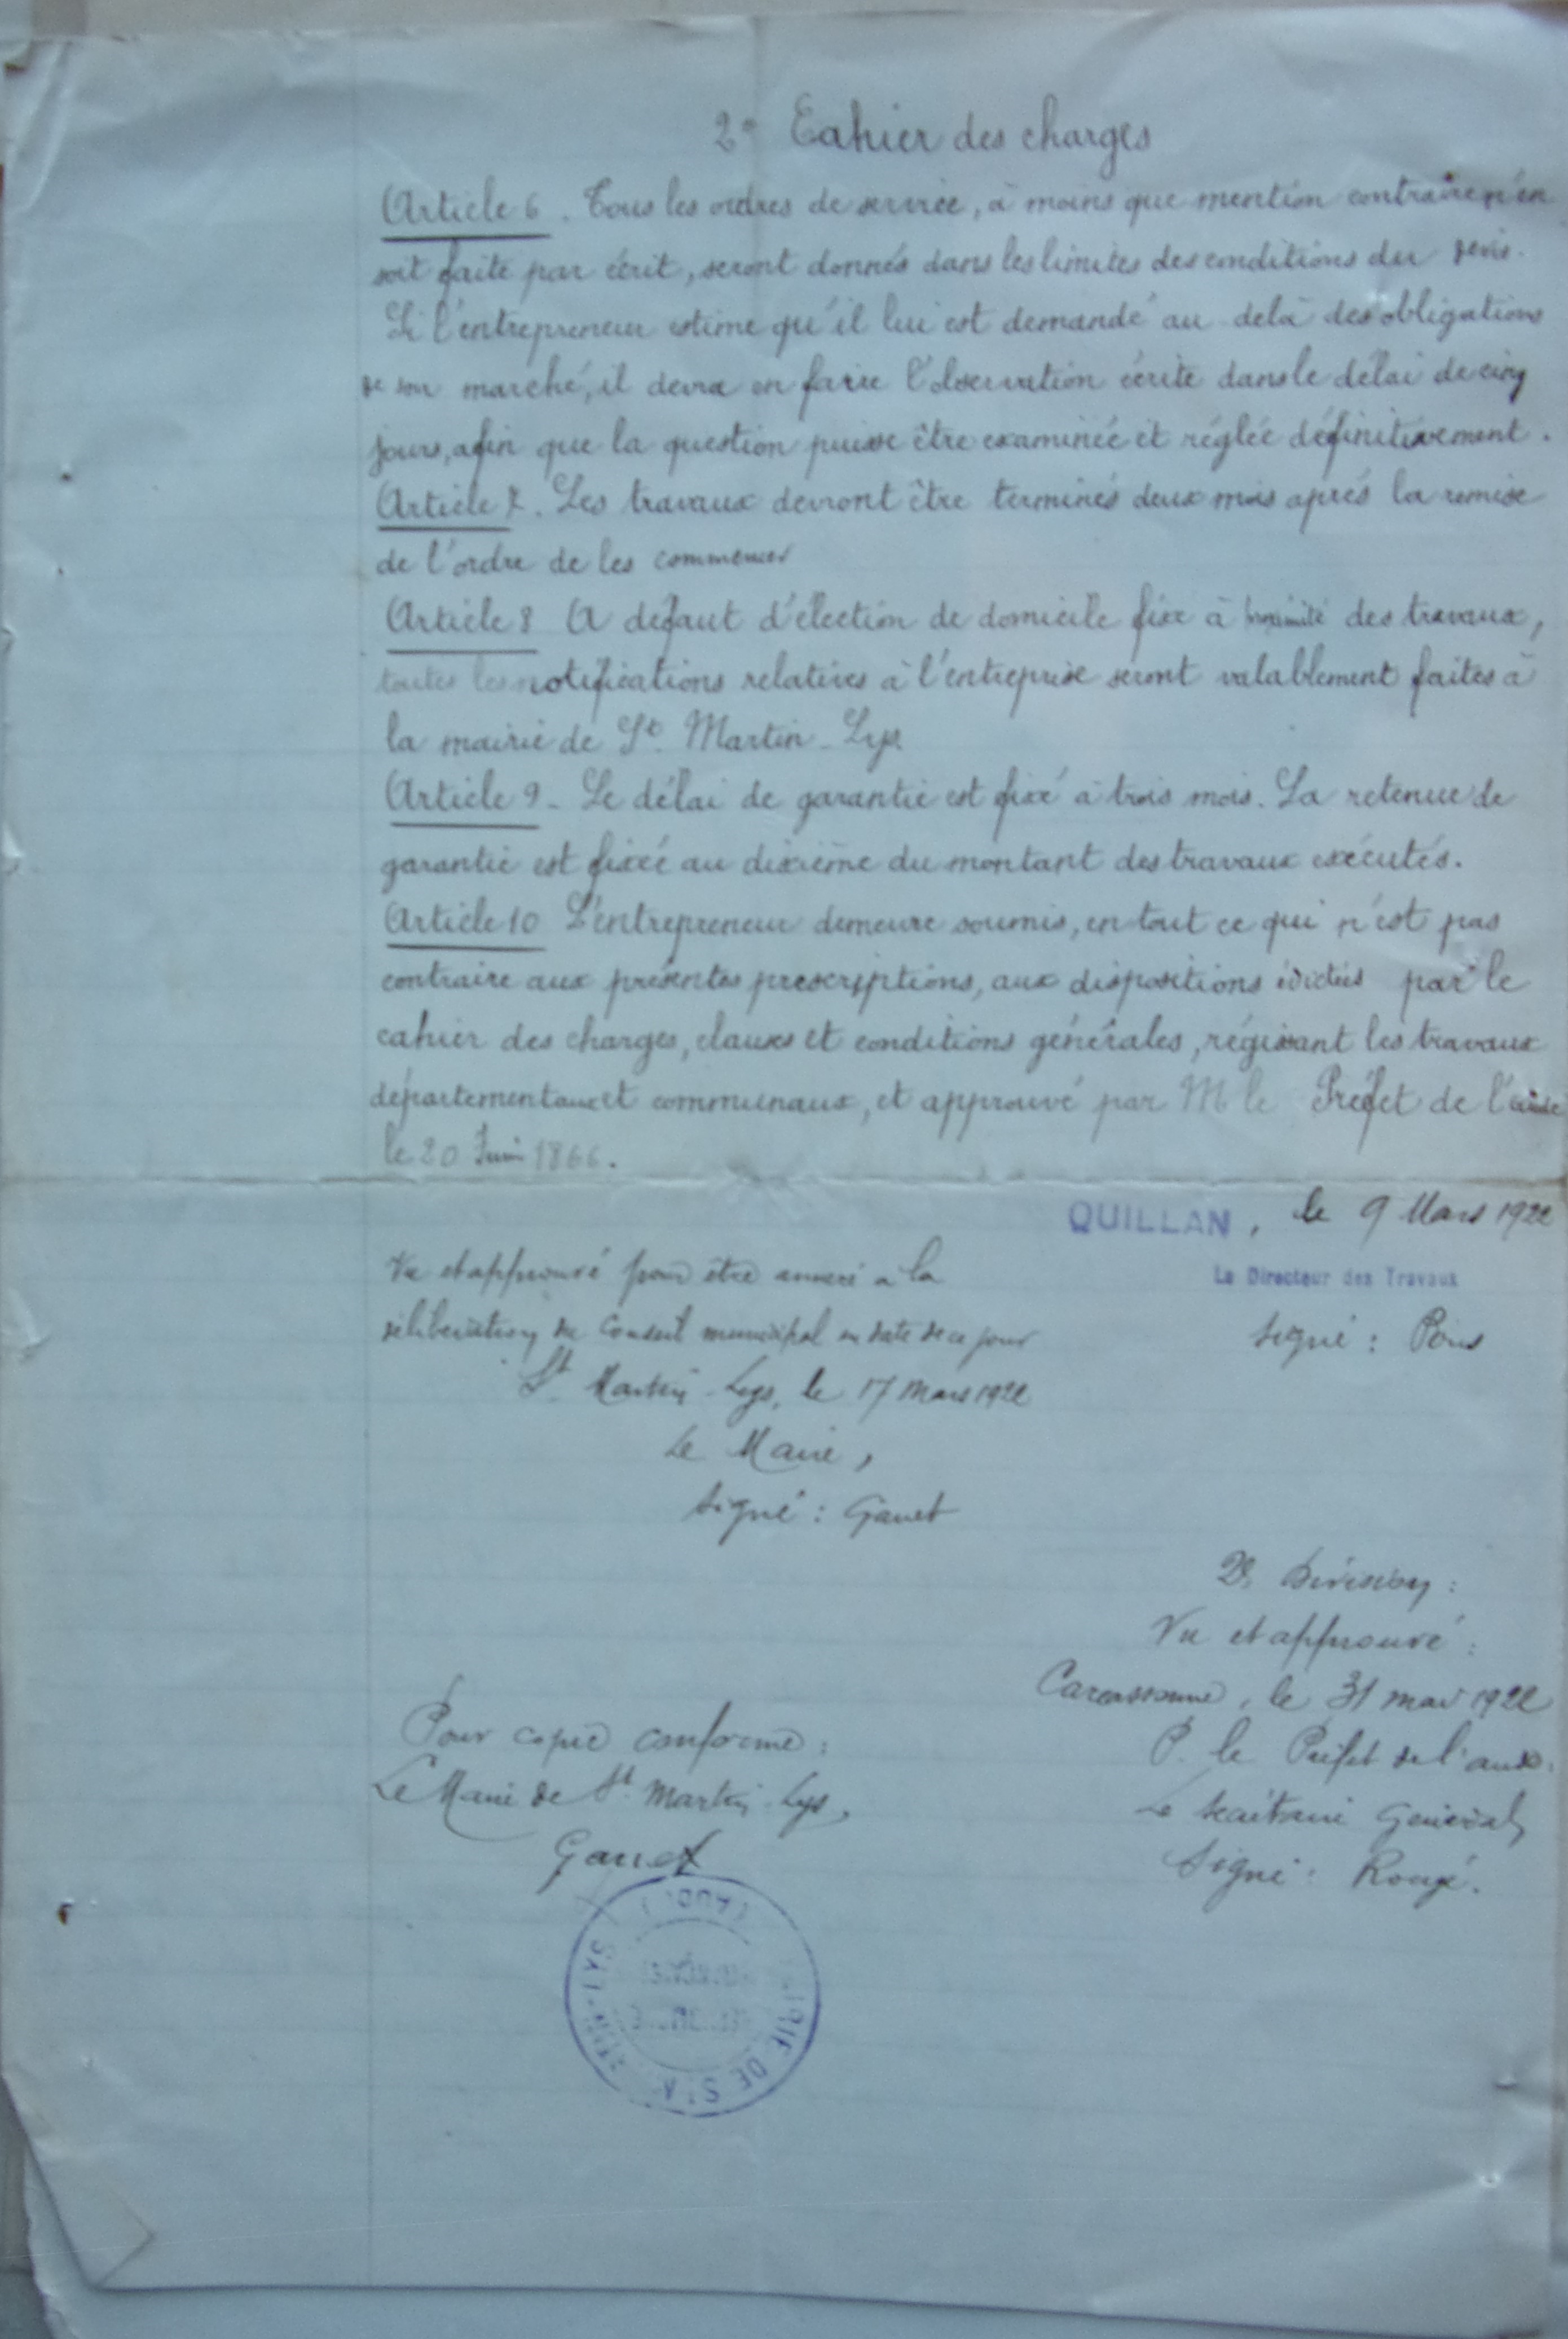 2° Cahier des charges
Article 6. Tous les ordres de service, à moins que mention contraire n'en
soit faite par écrit, seront donnés dans les limites des conditions du devis.
Si l'entrepreneur estime qu'il lui est demandé au-delà des obligations
de son marché, il devra en faire l'observation écrite dans le délai de cinq
jours, afin que la question puisse être examinée et réglée définitivement.
Article 7. Les travaux devront être terminés deux mois après la remise
de l'ordre de les commencer
Article 8 A défaut d'élection de domicile fixe à proximité des travaux,
toutes les notifications relatives à l'entreprise seront valablement faites à
la mairie de St. Martin-Lys.
Article 9 - Le délai de garantie est fixé à trois mois. La retenue de
garantie est fixée au dixième du montant des travaux exécutés.
Article 10 L'entrepreneur demeure soumis, en tout ce qui n'est pas
contraire aux présentes prescriptions, aux dispositions édictées par le
cahier des charges, clauses et conditions générales, régissant les travaux
départementaux et communaux, et approuvé par M le Préfet de l'Aude
le 20 Juin 1866.
QUILLAN, le 9 Mars 1922
Le Directeur des Travaux
Signé : Pons
Vu et approuvé pour être annexé à la
délibération du Conseil municipal en date de ce jour
St Martin-Lys, le 17 mars 1922
Le Maire,
Signé : Gauet
2e Division :
Vu et approuvé :
Carcassonne, le 31 mai 1922
P. le Préfet de l'aude.
Le Secrétaire Général,
Signé : Rougé.
Pour copie conforme :
Le Maire de St Martin-Lys,
Gauet
DE St
LYS